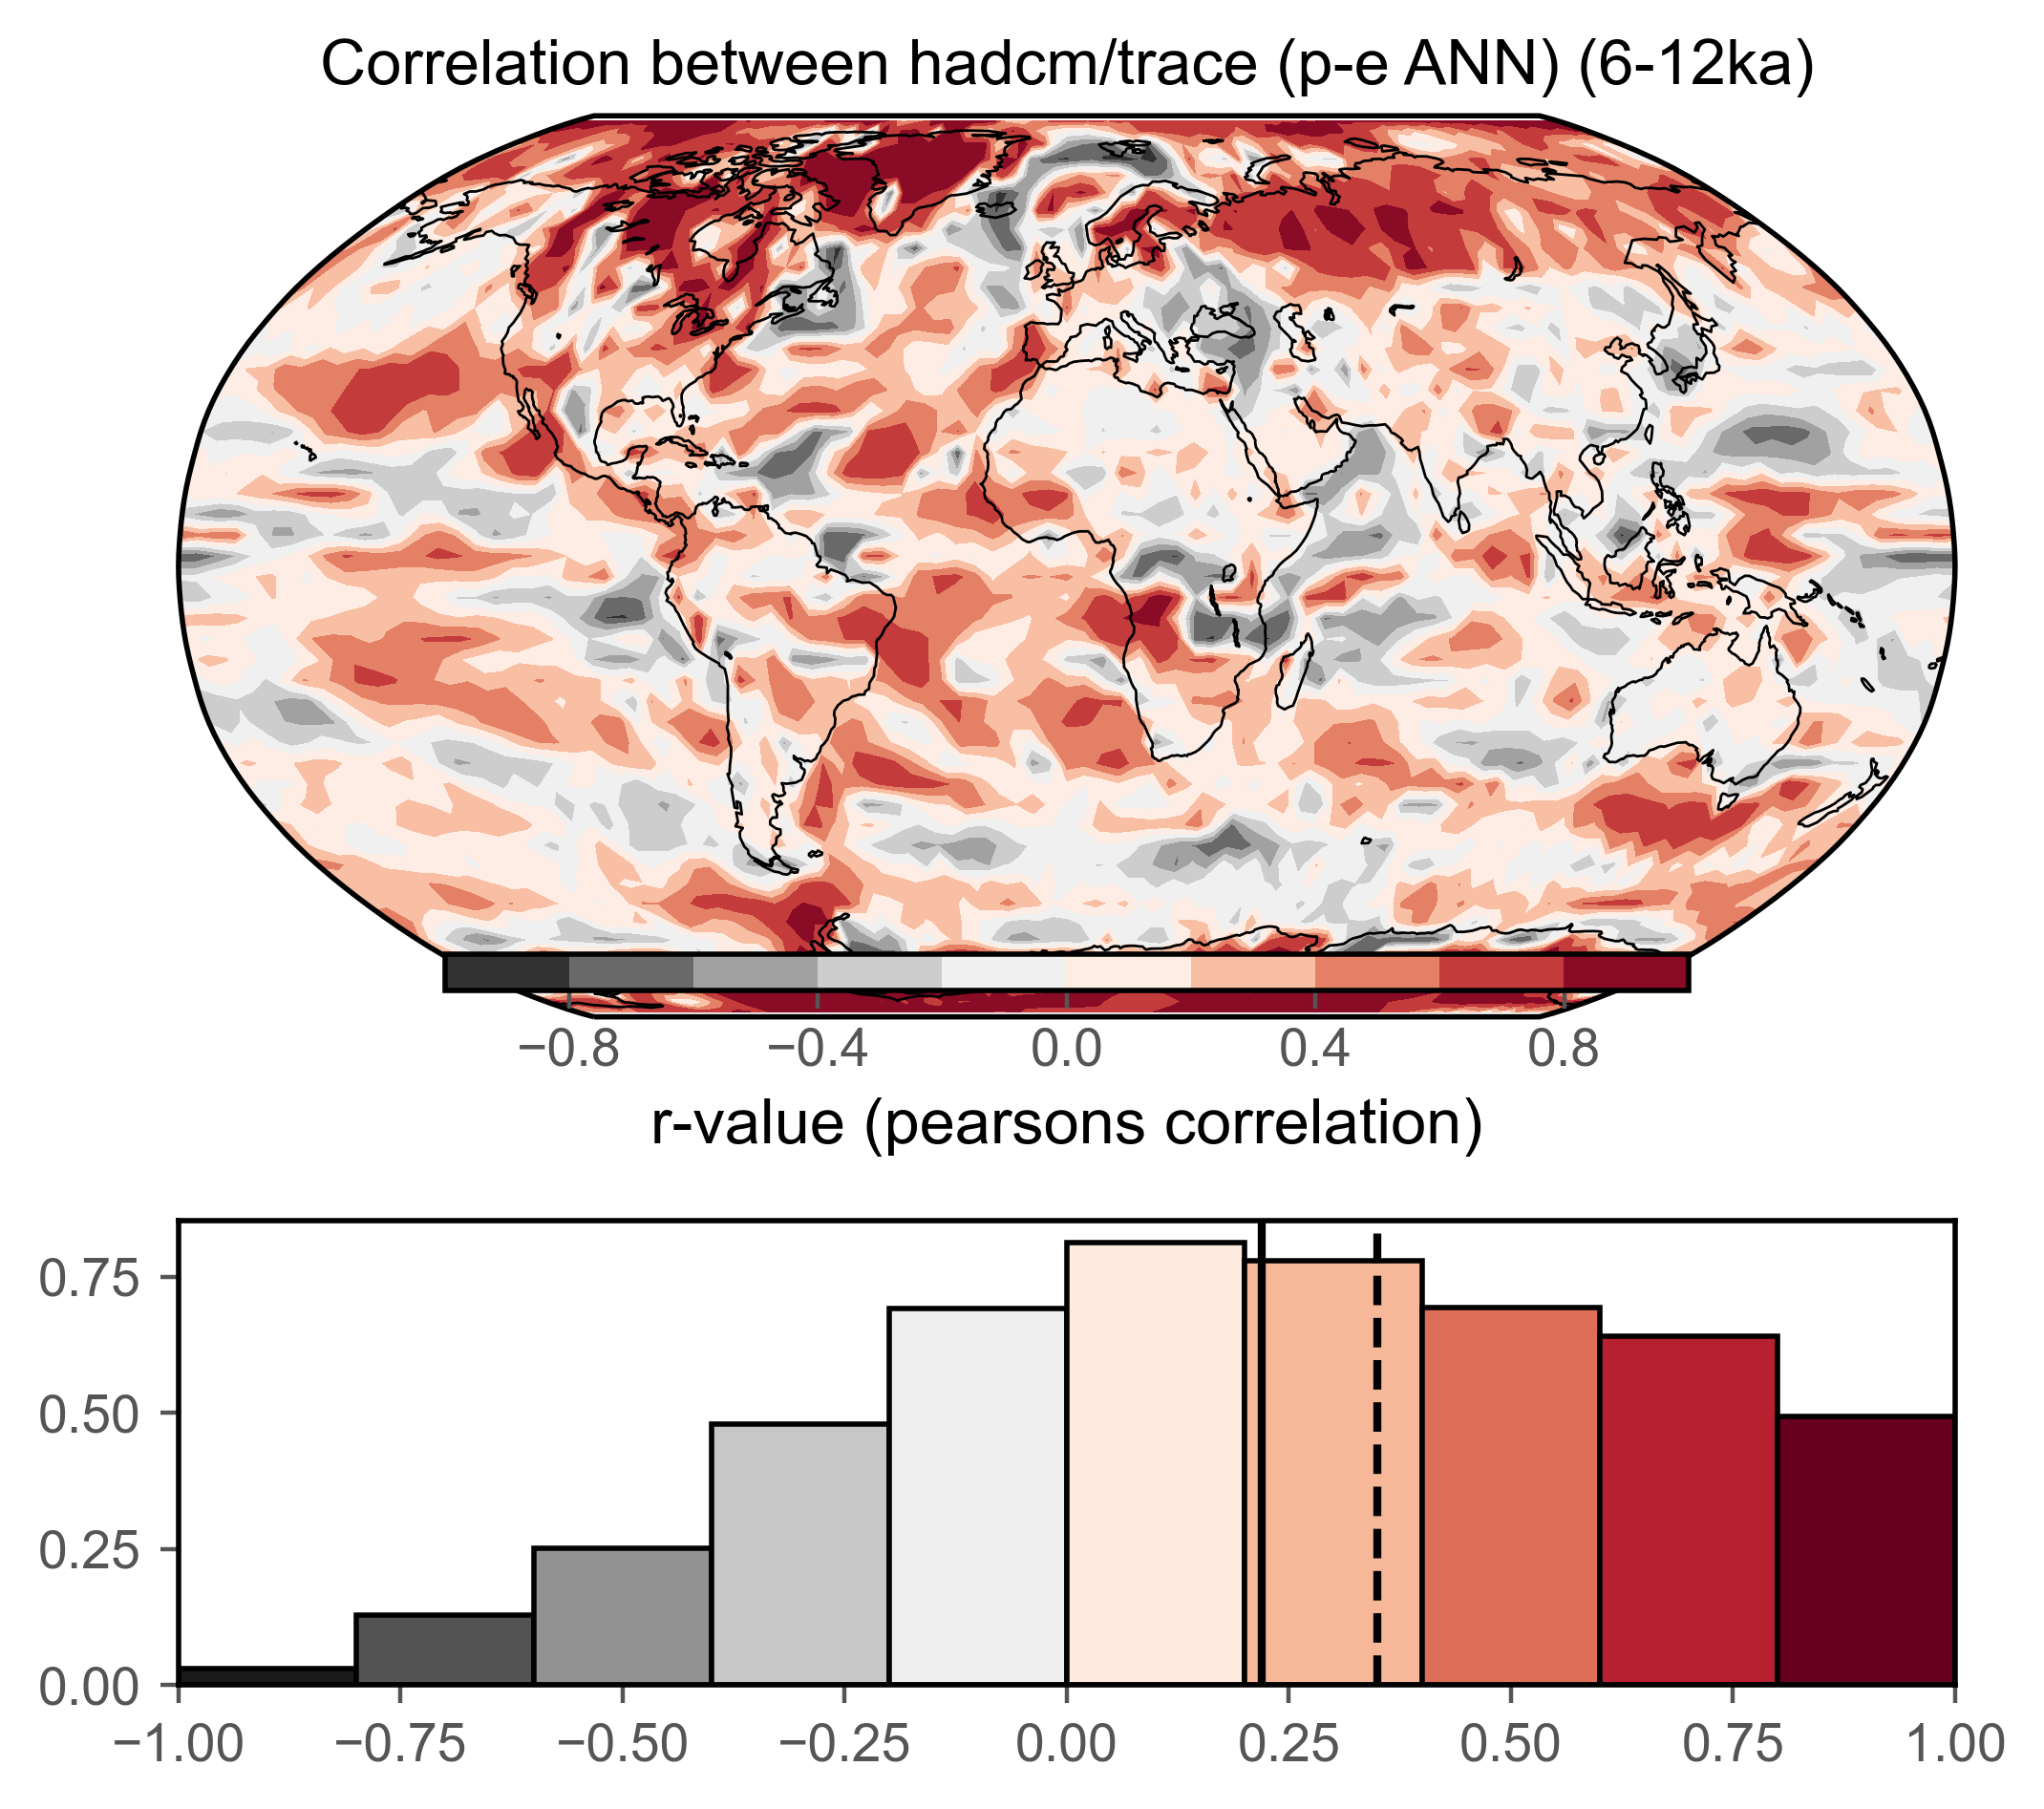 Correlation between hadcm/trace (p-e ANN) (6-12ka)
−0.8 −0.4 0.0 0.4 0.8
r-value (pearsons correlation)
0.75
0.50
0.25
0.00
−1.00 −0.75 −0.50 −0.25 0.00 0.25 0.50 0.75 1.00